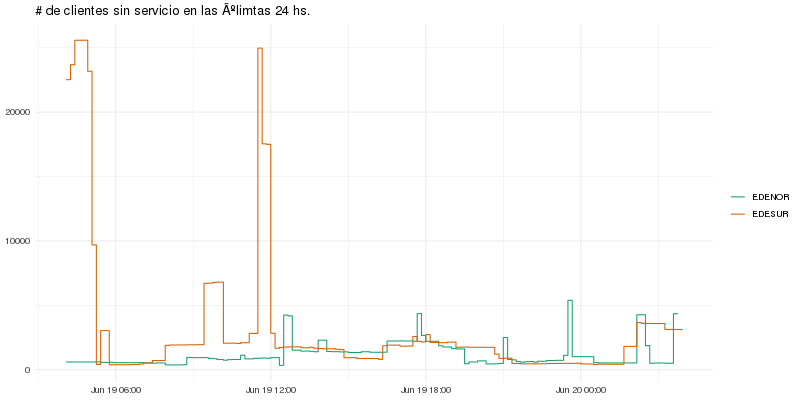 # de clientes sin servicio en las Ãºlimtas 24 hs.
20000
10000
0
Jun 19 06:00
Jun 19 12:00
Jun 19 18:00
Jun 20 00:00
EDENOR
EDESUR